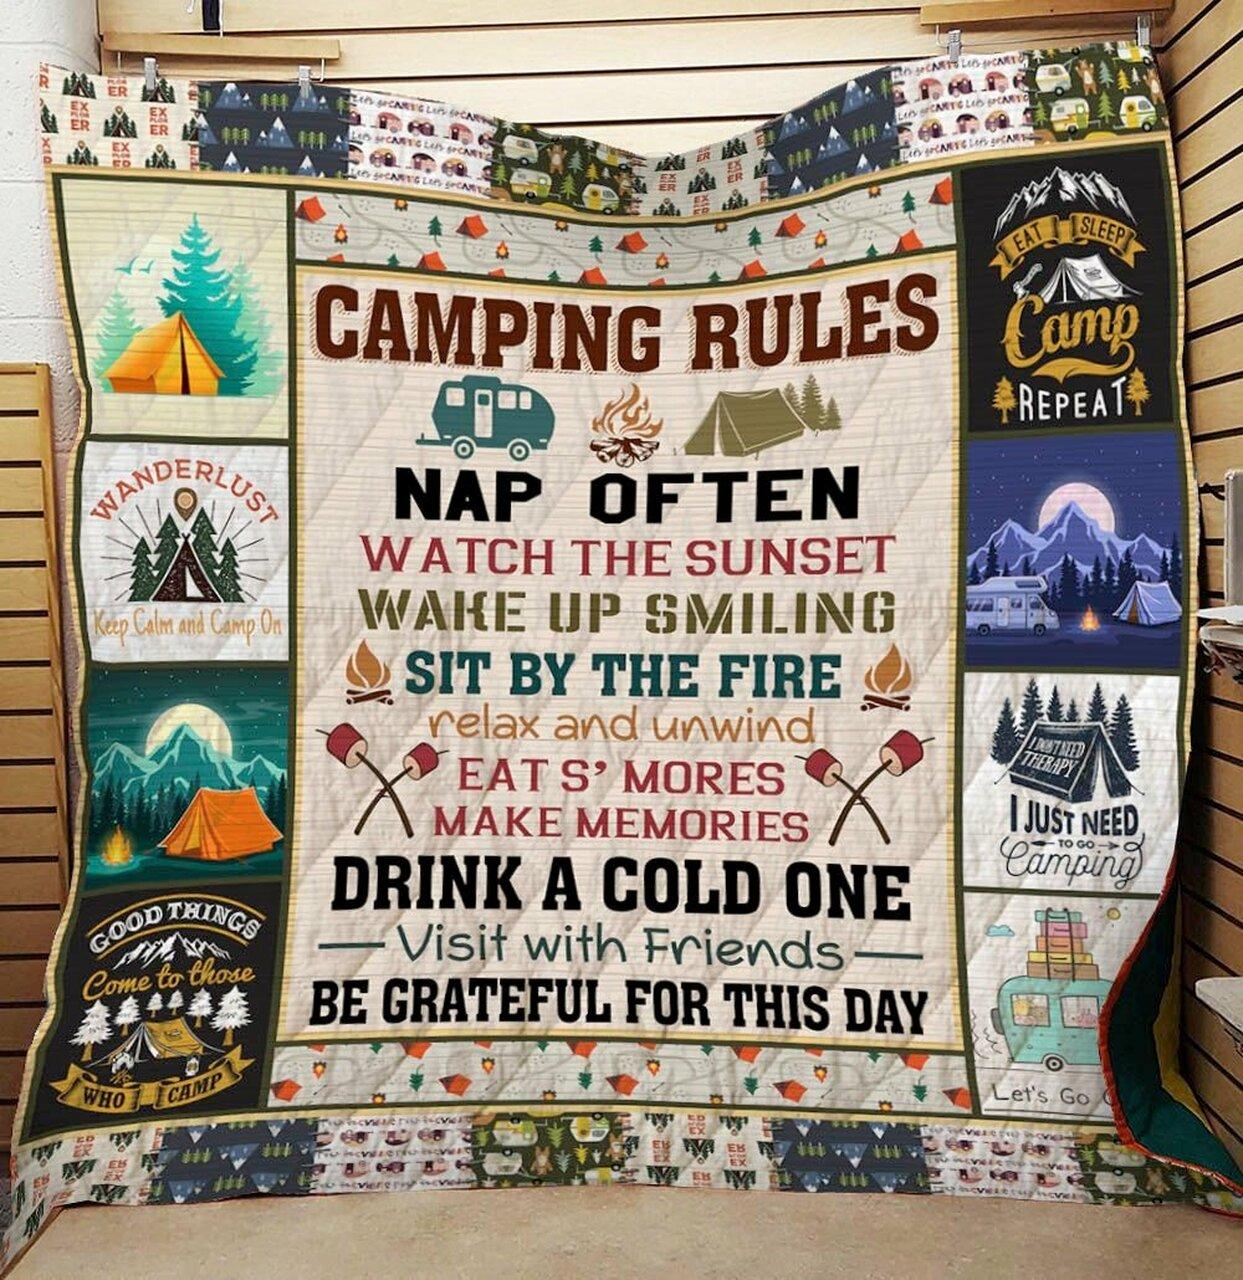 CAMPING RULES
NAP OFTEN
WATCH THE SUNSET
WAKE UP SMILING
SIT BY THE FIRE
relax and unwind
EAT S' MORES
MAKE MEMORIES
DRINK A COLD ONE
Visit with Friends
BE GRATEFUL FOR THIS DAY
WANDERLUST
Keep Calm and Camp On
GOOD THINGS
Come to those
WHO CAMP
EAT SLEEP
Camp
REPEAT
I DON'T NEED
THERAPY
I JUST NEED
TO GO
Camping
Let's Go